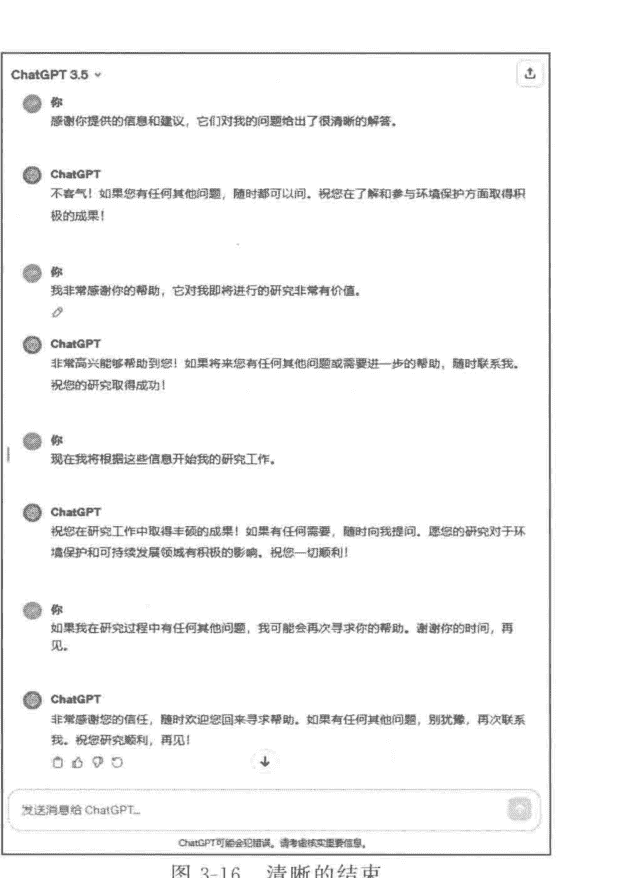 ChatGPT 3.5
你
感谢你提供的信息和建议，它们对我的问题给出了很清晰的解答。
ChatGPT
不客气！如果您有任何其他问题，随时都可以问。祝您在了解和参与环境保护方面取得积
极的成果！
你
我非常感谢你的帮助，它对我即将进行的研究非常有价值。
ChatGPT
非常高兴能够帮助到您！如果将来您有任何其他问题或需要进一步的帮助，随时联系我。
祝您的研究取得成功！
你
现在我将根据这些信息开始我的研究工作。
ChatGPT
祝您在研究工作中取得丰硕的成果！如果有任何需要，随时向我提问。愿您的研究对于环
境保护和可持续发展领域有积极的影响。祝您一切顺利！
你
如果我在研究过程中有任何其他问题，我可能会再次寻求你的帮助。谢谢你的时间，再
见。
ChatGPT
非常感谢您的信任，随时欢迎您回来寻求帮助。如果有任何其他问题，别犹豫，再次联系
我。祝您研究顺利，再见！
发送消息给 ChatGPT...
ChatGPT可能会犯错误。请考虑核实重要信息。
图 3-16 清晰的结束